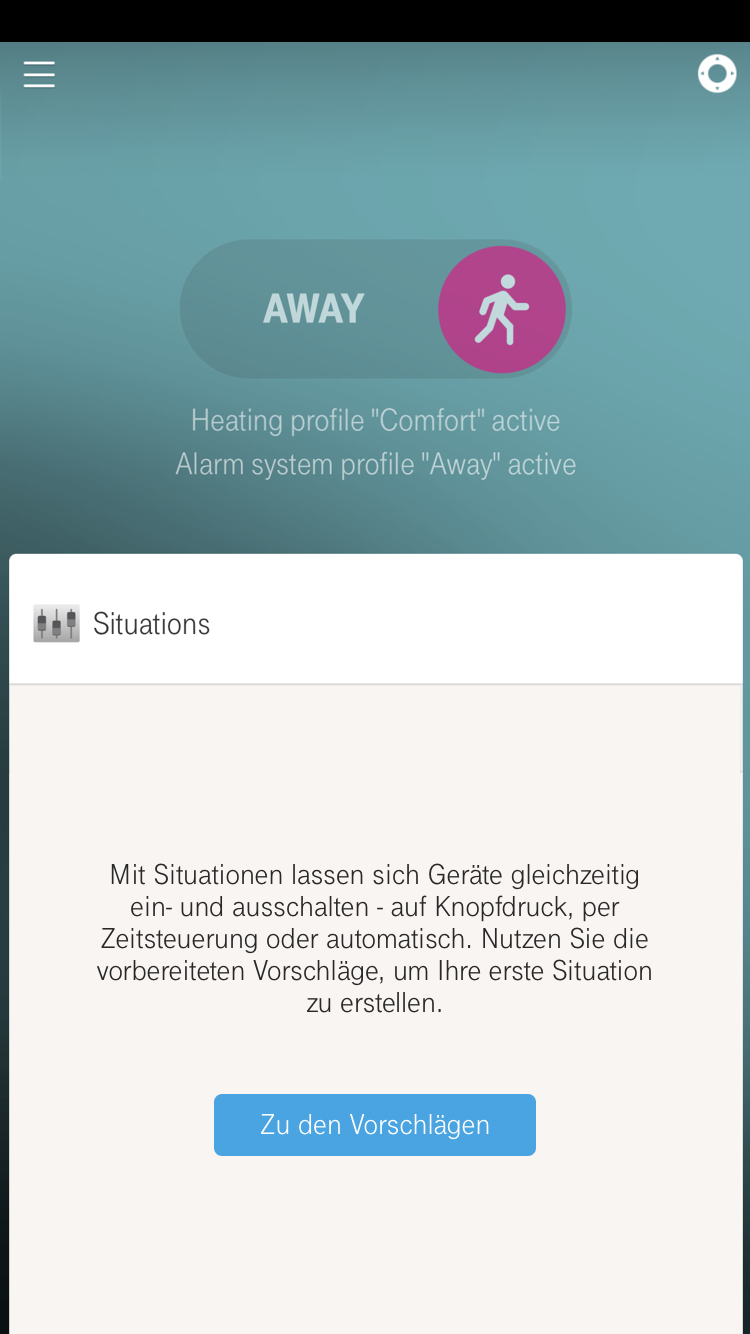 AWAY
Heating profile "Comfort" active
Alarm system profile "Away" active
Situations
Mit Situationen lassen sich Geräte gleichzeitig
ein- und ausschalten - auf Knopfdruck, per
Zeitsteuerung oder automatisch. Nutzen Sie die
vorbereiteten Vorschläge, um Ihre erste Situation
zu erstellen.
Zu den Vorschlägen